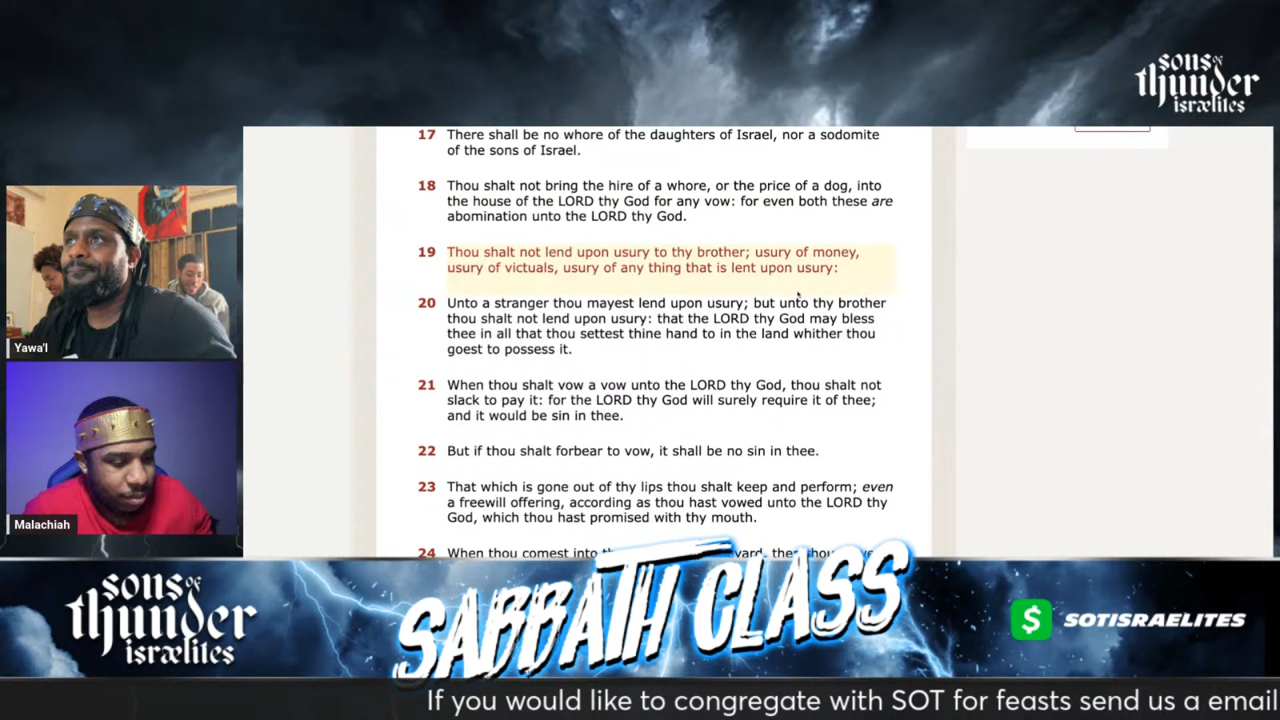 sons OF
thunder
israelites
17 There shall be no whore of the daughters of Israel, nor a sodomite
of the sons of Israel.
18 Thou shalt not bring the hire of a whore, or the price of a dog, into
the house of the LORD thy God for any vow: for even both these are
abomination unto the LORD thy God.
19 Thou shalt not lend upon usury to thy brother; usury of money,
usury of victuals, usury of any thing that is lent upon usury:
20 Unto a stranger thou mayest lend upon usury; but unto thy brother
thou shalt not lend upon usury: that the LORD thy God may bless
thee in all that thou settest thine hand to in the land whither thou
goest to possess it.
21 When thou shalt vow a vow unto the LORD thy God, thou shalt not
slack to pay it: for the LORD thy God will surely require it of thee;
and it would be sin in thee.
22 But if thou shalt forbear to vow, it shall be no sin in thee.
23 That which is gone out of thy lips thou shalt keep and perform; even
a freewill offering, according as thou hast vowed unto the LORD thy
God, which thou hast promised with thy mouth.
24 When thou comest into
Yawa'l
Malachiah
sons OF
thunder
israelites
SABBATH CLASS
$ SOTISRAELITES
If you would like to congregate with SOT for feasts send us a email